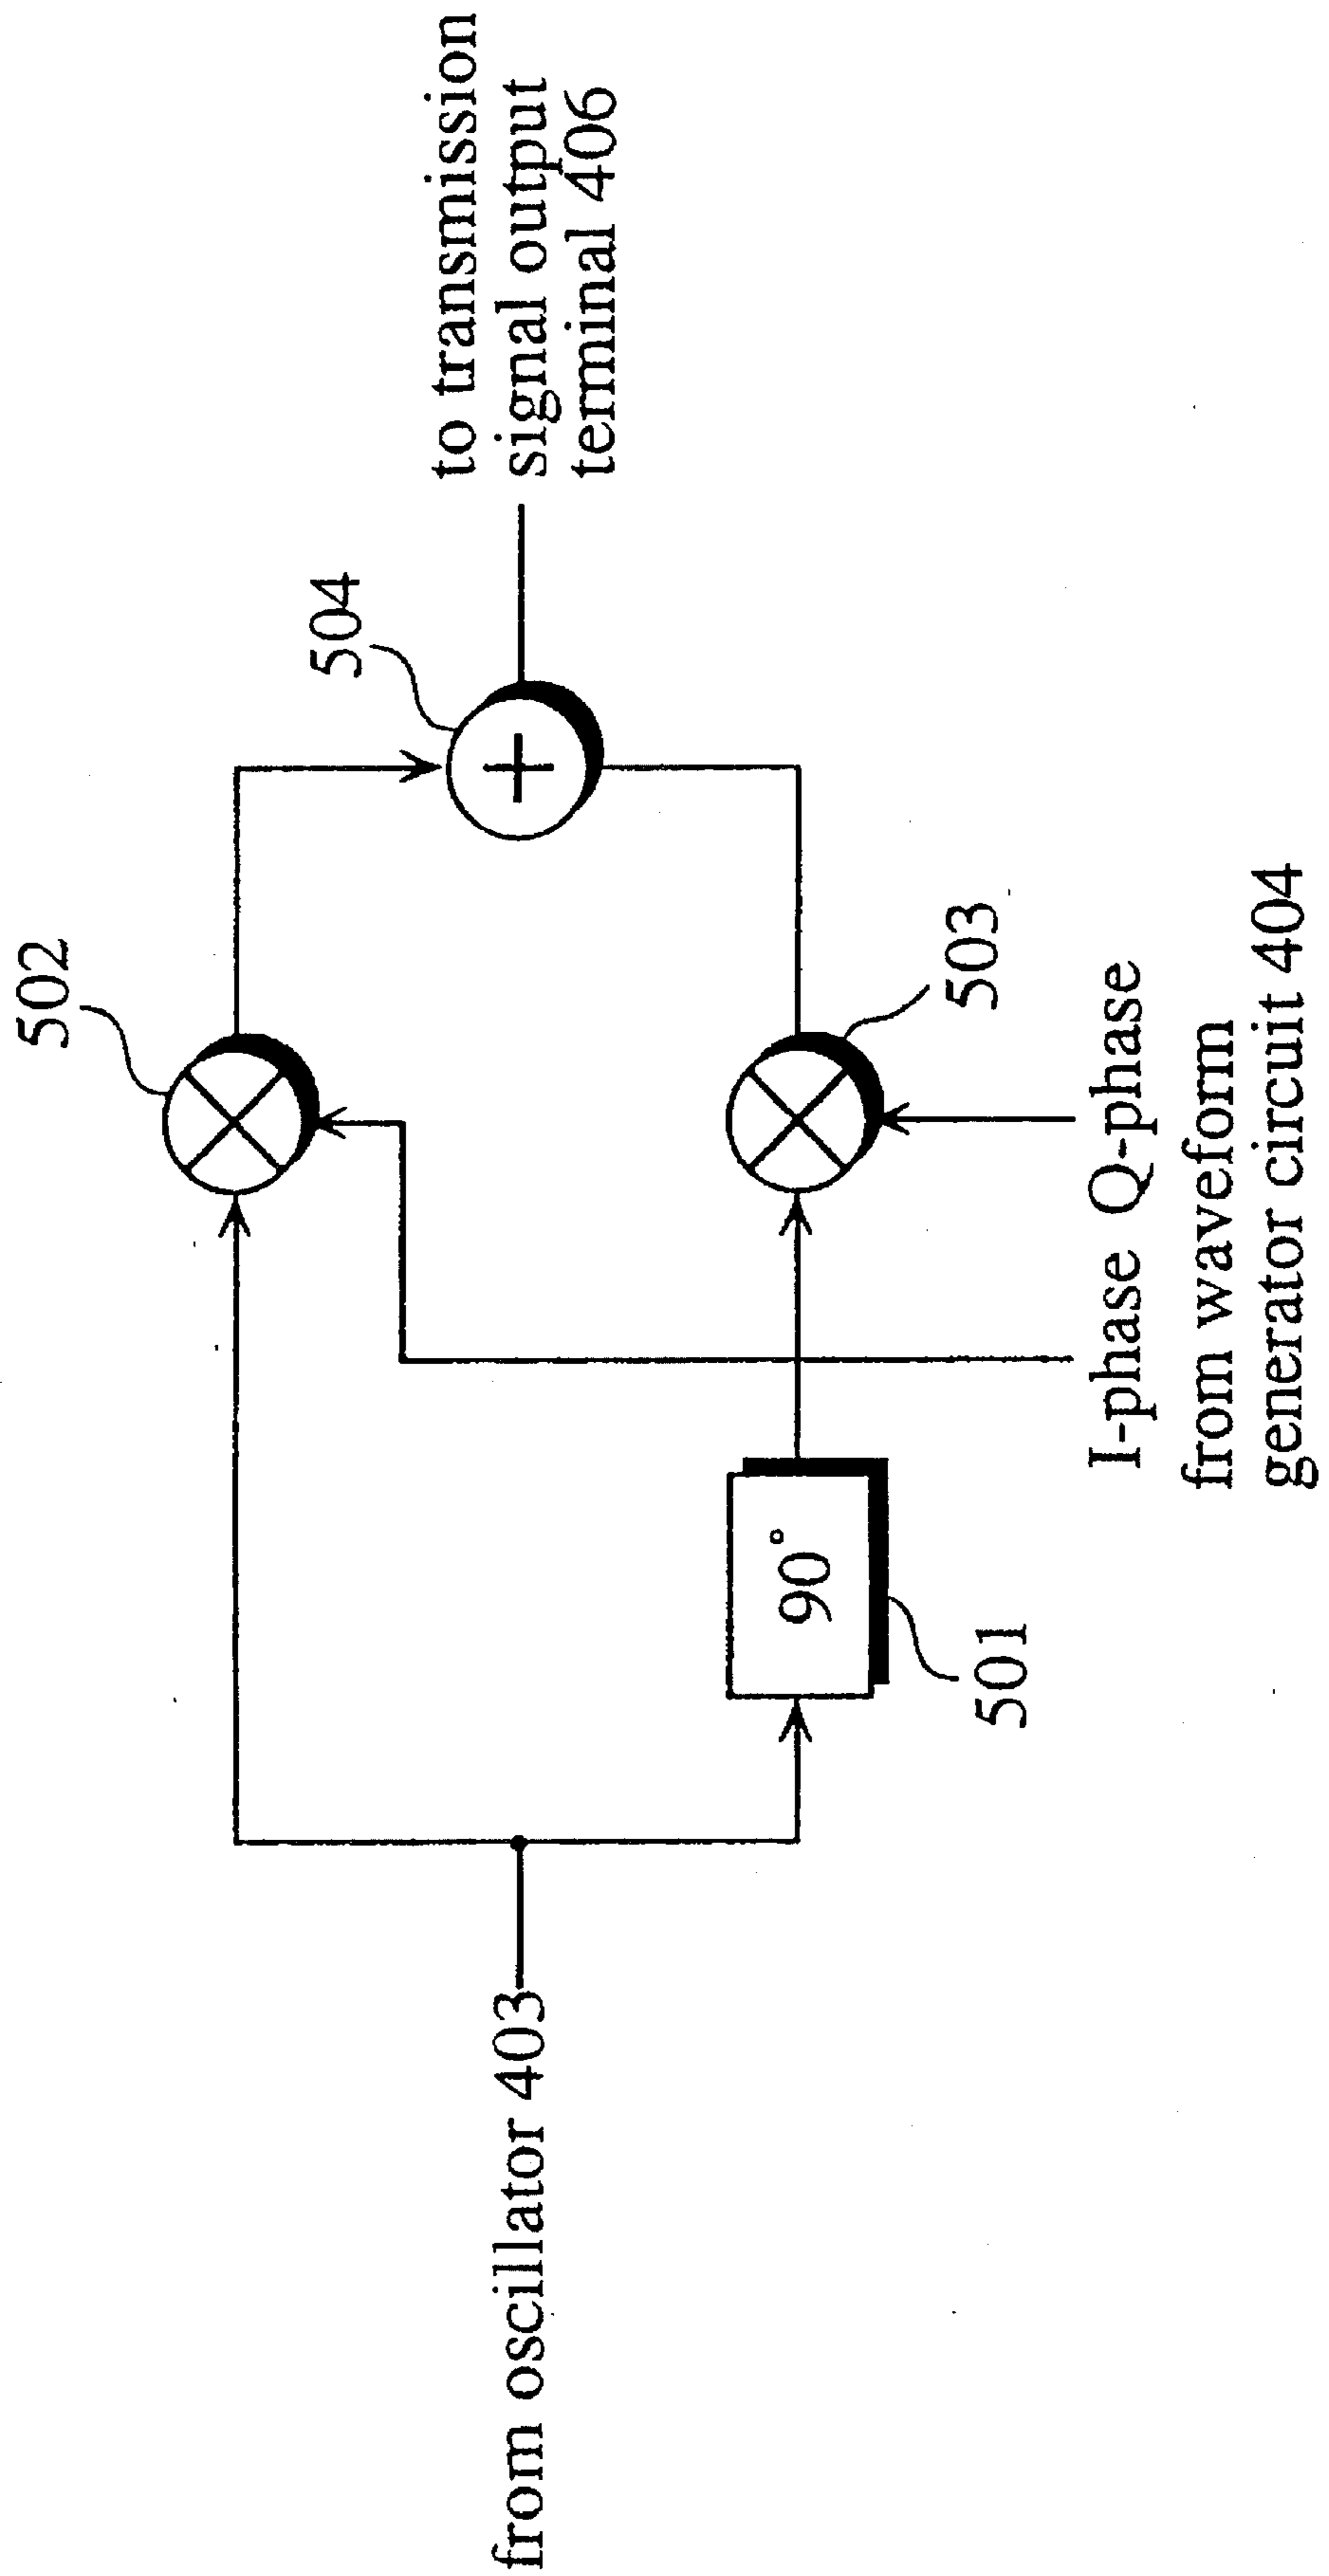 502
504
to transmission
signal output
terminal 406
from oscillator 403
90°
501
503
I-phase Q-phase
from waveform
generator circuit 404